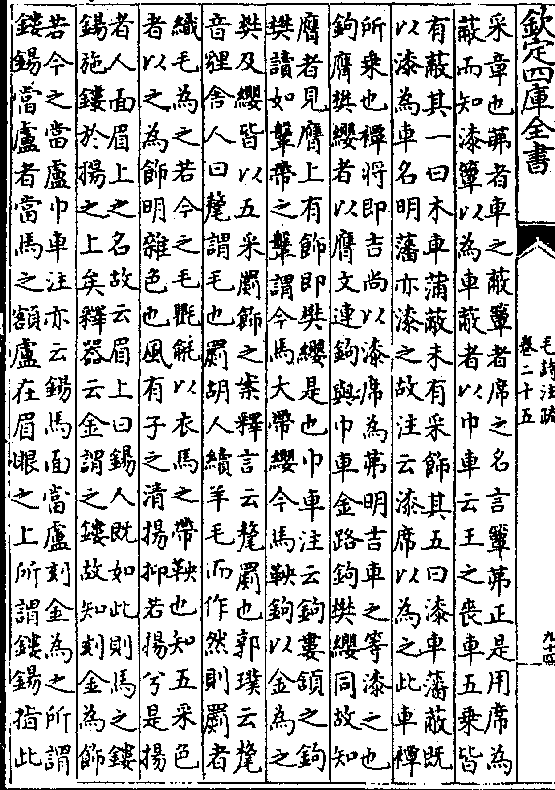 欽定四庫全書
毛詩注疏
卷二十五
九十四
采章也茀者車之蔽簟者席之名言簟茀正是用席為
蔽而知漆簟以為車蔽者以巾車云王之喪車五乘皆
有蔽其一曰木車蒲蔽未有采飾其五曰漆車藩蔽既
以漆為車名明藩亦漆之故注云漆席以為之此車禫
所乘也禫將即吉尚以漆席為茀明吉車之等漆之也
鉤膺樊纓者以膺文連鉤與巾車金路鉤樊纓同故知
膺者見膺上有飾即樊纓是也巾車注云鉤婁頷之鉤
樊讀如鞶帶之鞶謂今馬大帶纓今馬鞅鉤以金為之
樊及纓皆以五采罽飾之案釋言云氂罽也郭璞云氂
音貍舍人曰氂謂毛也罽胡人續羊毛而作然則罽者
織毛為之若今之毛氍毹以衣馬之帶鞅也知五采色
者以之為飾明雜色也風有子之清揚抑若揚兮是揚
者人面眉上之名故云眉上曰鍚人既如此則馬之鏤
鍚施鏤於揚之上矣釋器云金謂之鏤故知刻金為飾
若今之當盧巾車注亦云鍚馬面當盧刻金為之所謂
鏤鍚當盧者當馬之額盧在眉眼之上所謂鏤鍚指此